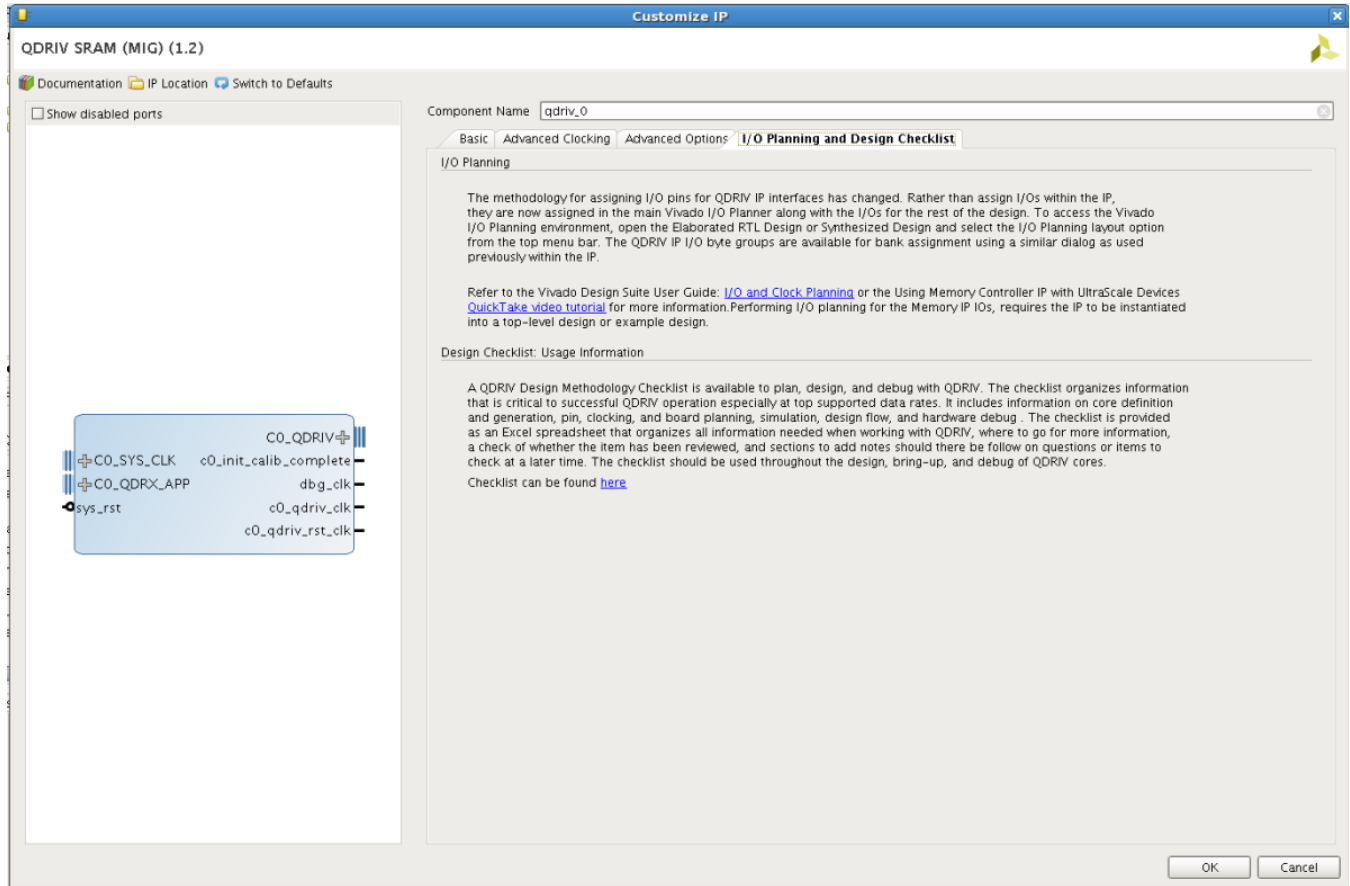 Customize IP
QDRIV SRAM (MIG) (1.2)
Documentation IP Location Switch to Defaults
Show disabled ports
C0_QDRIV
C0_SYS_CLK c0_init_calib_complete
C0_QDRX_APP dbg_clk
sys_rst c0_qdriv_clk
c0_qdriv_rst_clk
Component Name qdriv_0
Basic Advanced Clocking Advanced Options I/O Planning and Design Checklist
I/O Planning
The methodology for assigning I/O pins for QDRIV IP interfaces has changed. Rather than assign I/Os within the IP,
they are now assigned in the main Vivado I/O Planner along with the I/Os for the rest of the design. To access the Vivado
I/O Planning environment, open the Elaborated RTL Design or Synthesized Design and select the I/O Planning layout option
from the top menu bar. The QDRIV IP I/O byte groups are available for bank assignment using a similar dialog as used
previously within the IP.
Refer to the Vivado Design Suite User Guide: I/O and Clock Planning or the Using Memory Controller IP with UltraScale Devices
QuickTake video tutorial for more information.Performing I/O planning for the Memory IP IOs, requires the IP to be instantiated
into a top-level design or example design.
Design Checklist: Usage Information
A QDRIV Design Methodology Checklist is available to plan, design, and debug with QDRIV. The checklist organizes information
that is critical to successful QDRIV operation especially at top supported data rates. It includes information on core definition
and generation, pin, clocking, and board planning, simulation, design flow, and hardware debug . The checklist is provided
as an Excel spreadsheet that organizes all information needed when working with QDRIV, where to go for more information,
a check of whether the item has been reviewed, and sections to add notes should there be follow on questions or items to
check at a later time. The checklist should be used throughout the design, bring-up, and debug of QDRIV cores.
Checklist can be found here
OK Cancel